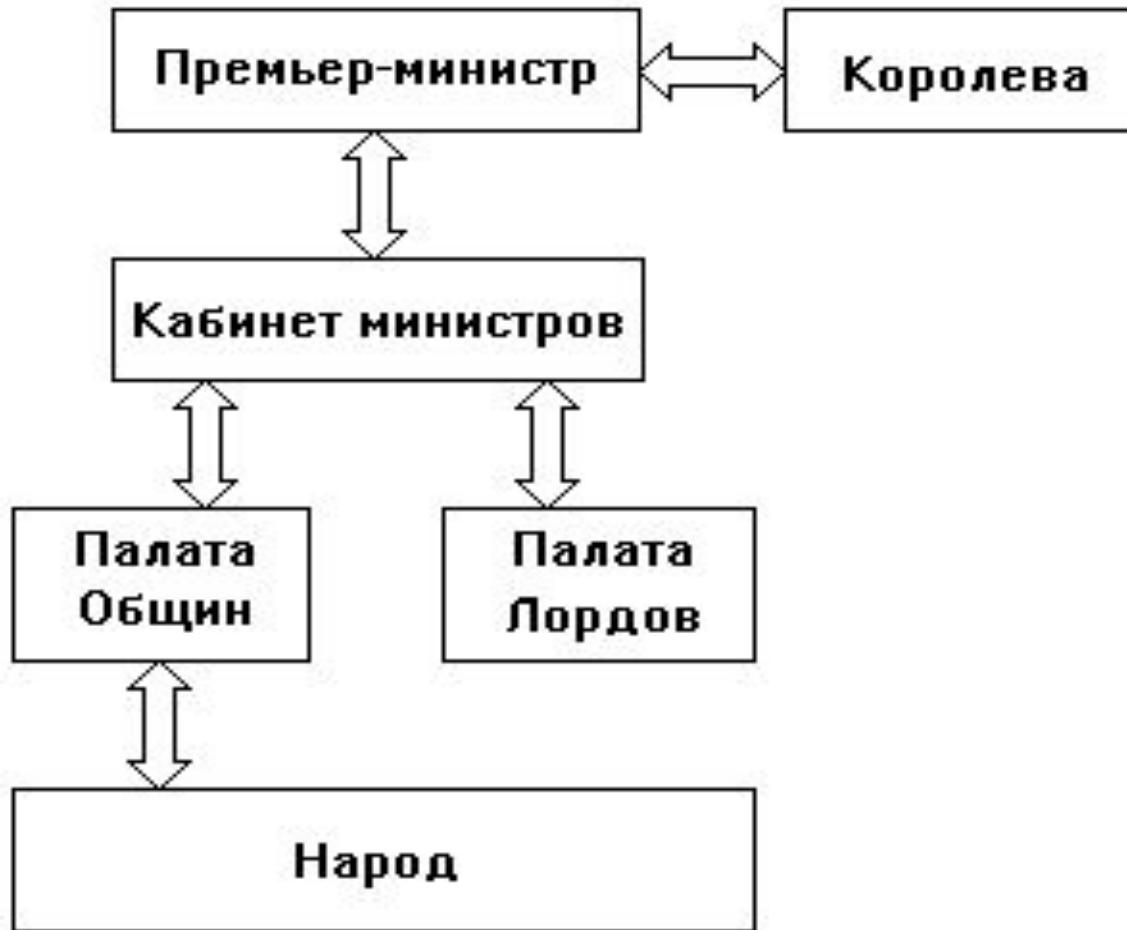 Премьер-министр
Королева
Кабинет министров
Палата
Общин
Палата
Лордов
Народ